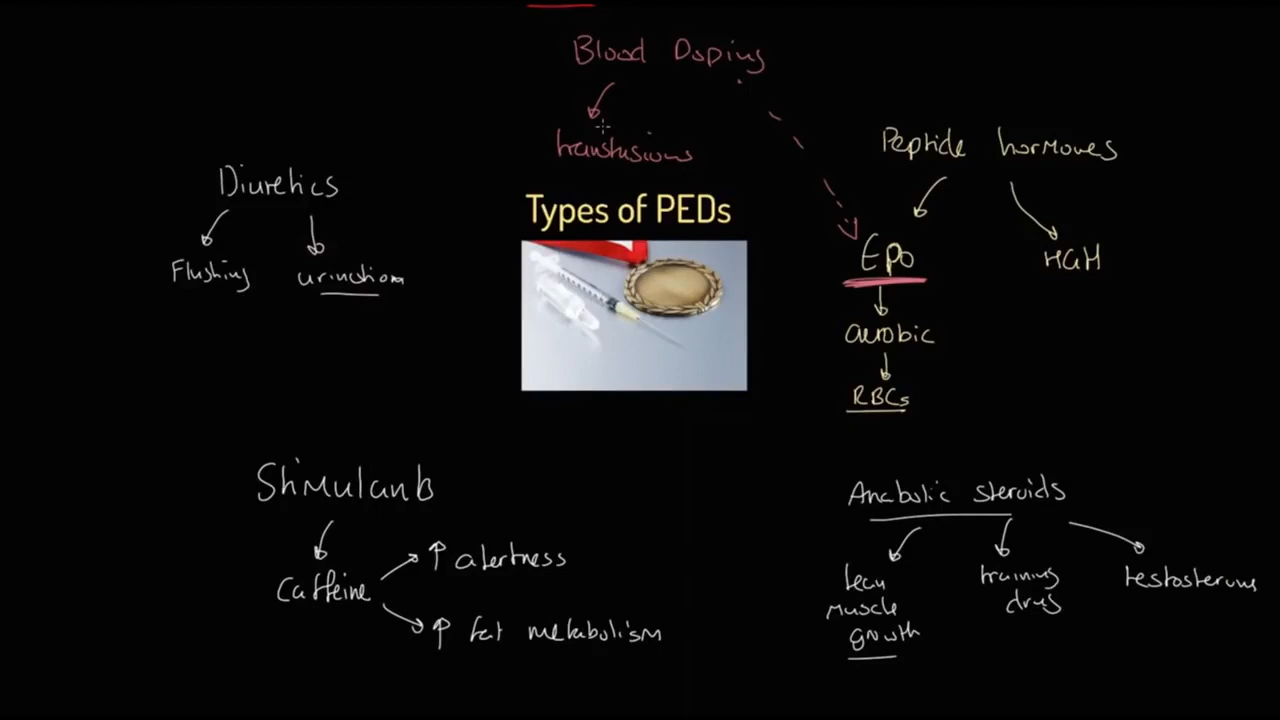 Blood Doping
transfusions
Peptide hormones
Diuretics
Types of PEDs
Flushing urination
Epo
HGH
aerobic
RBCs
Stimulants
Anabolic steroids
Caffeine
↑ alertness
↑ fat metabolism
lean
muscle
growth
training
drug
testosterone